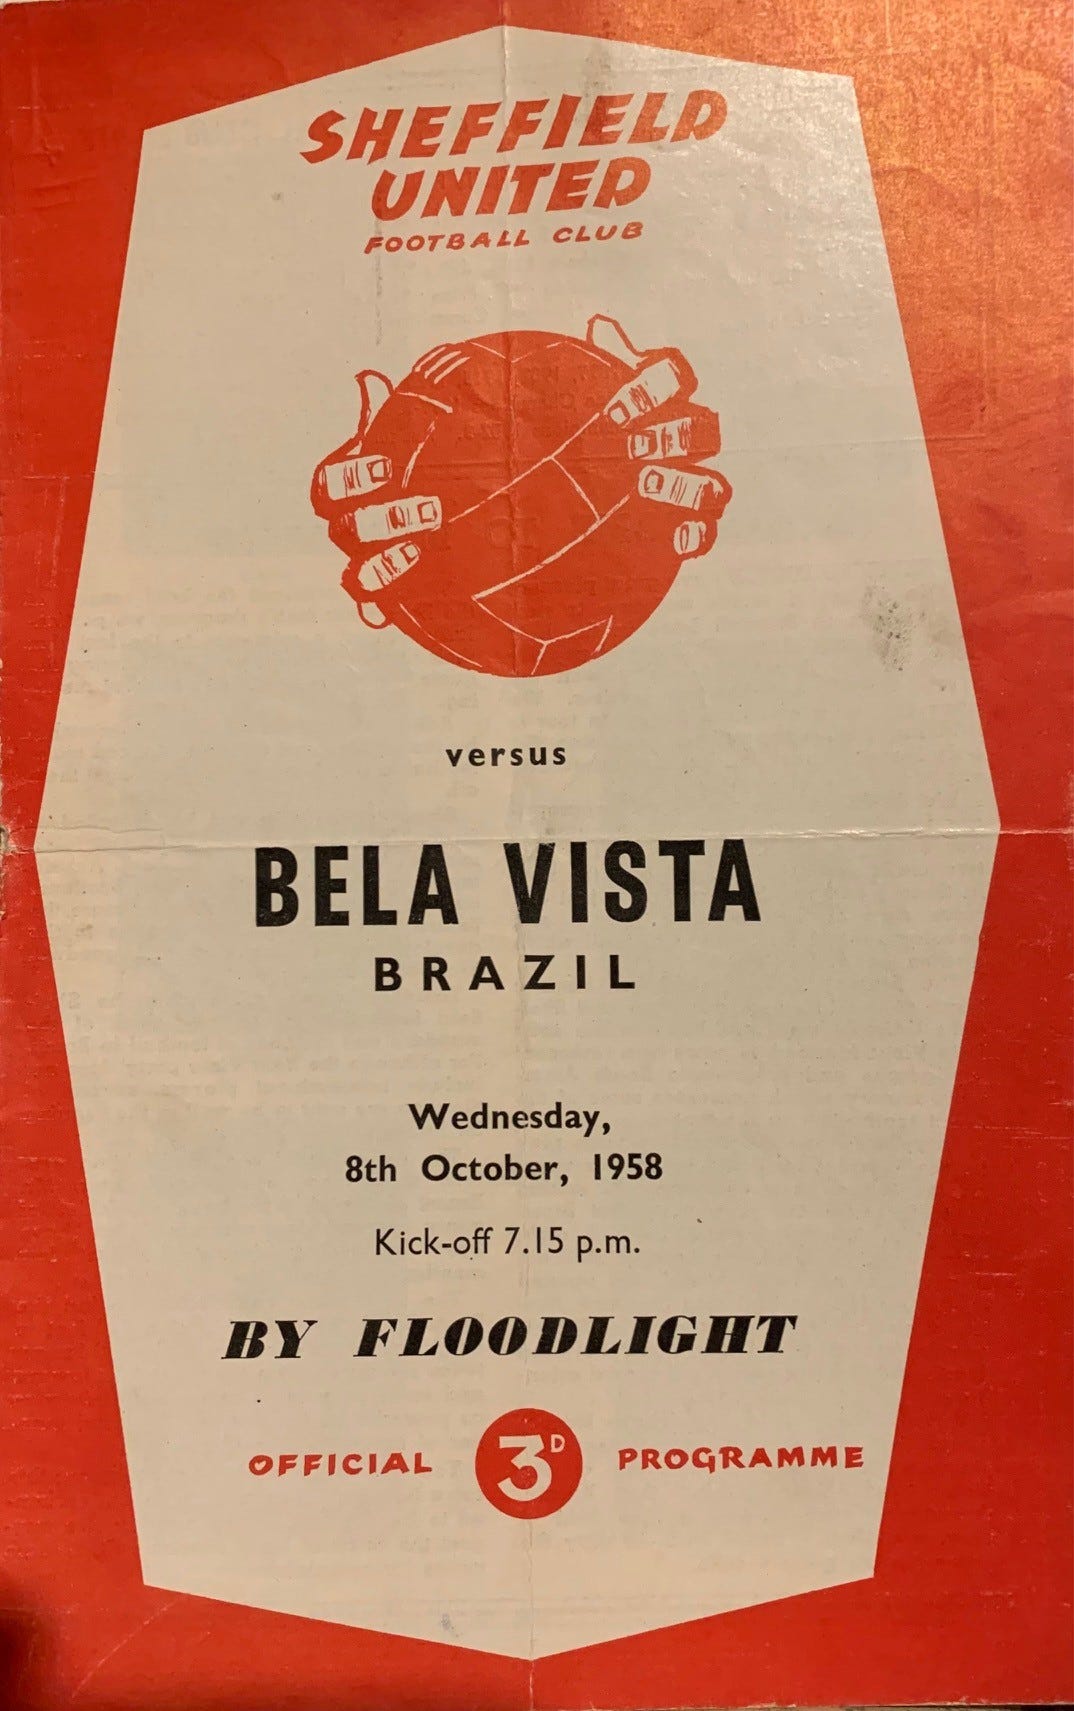 SHEFFIELD
UNITED
FOOTBALL CLUB
versus
BELA VISTA
BRAZIL
Wednesday,
8th October, 1958
Kick-off 7.15 p.m.
BY FLOODLIGHT
OFFICIAL 3D PROGRAMME